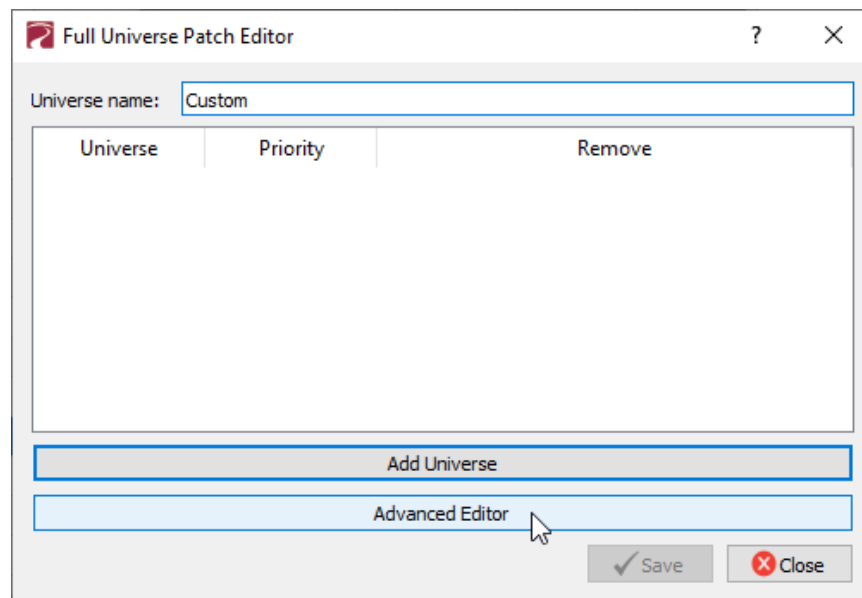 Full Universe Patch Editor ?
Universe name: Custom
Universe Priority Remove
Add Universe
Advanced Editor
Save Close